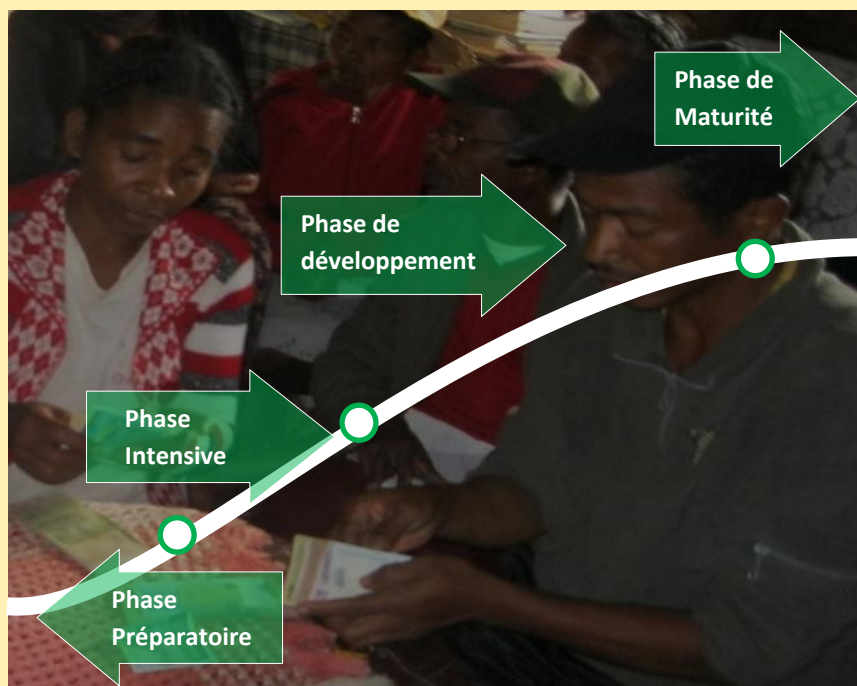 Phase de
Maturité
Phase de
développement
Phase
Intensive
Phase
Préparatoire